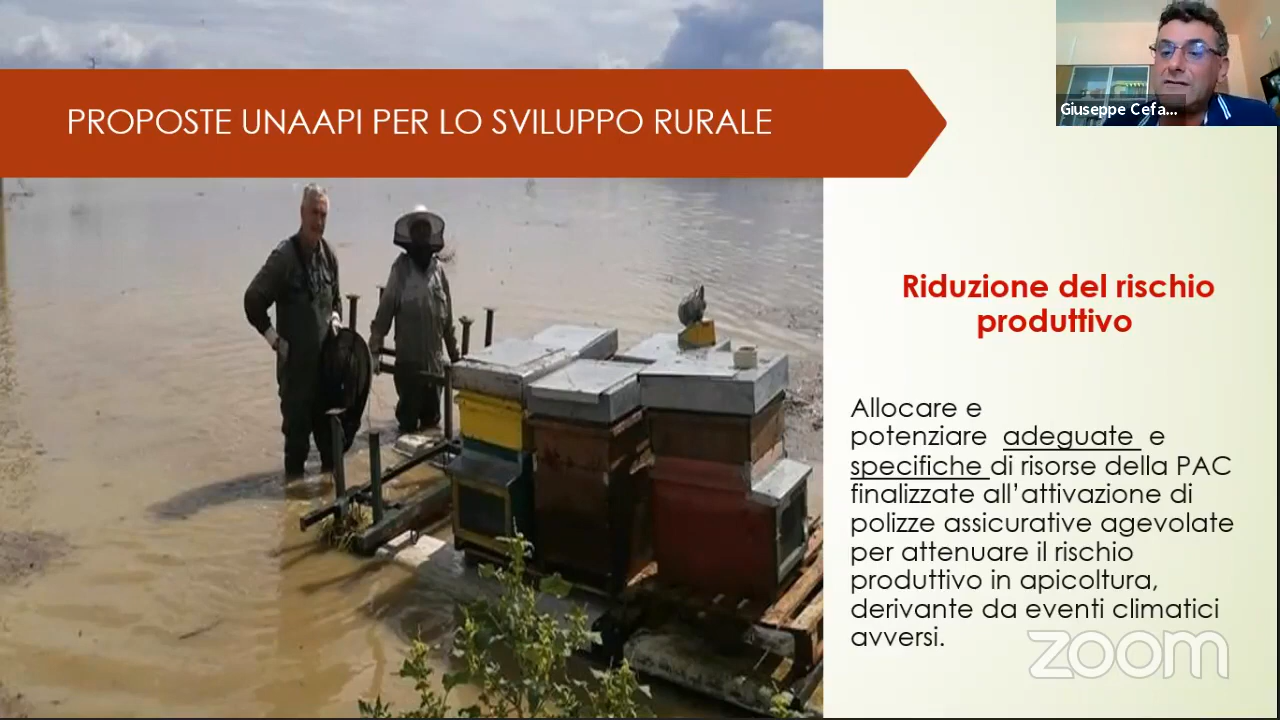 PROPOSTE UNAAPI PER LO SVILUPPO RURALE
Giuseppe Cefa...
Riduzione del rischio
produttivo
Allocare e
potenziare adeguate e
specifiche di risorse della PAC
finalizzate all’attivazione di
polizze assicurative agevolate
per attenuare il rischio
produttivo in apicoltura,
derivante da eventi climatici
avversi.
zoom